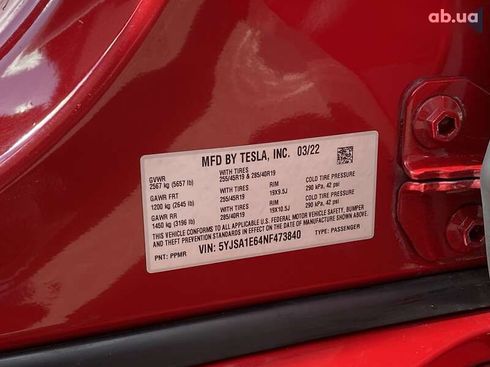 ab.ua
MFD BY TESLA, INC. 03/22
GVWR
2567 kg (5657 lb)
WITH TIRES
255/45R19 & 285/40R19
GAWR FRT
1200 kg (2645 lb)
WITH TIRES
255/45R19
RIM
19X9.5J
COLD TIRE PRESSURE
290 kPa, 42 psi
GAWR RR
1450 kg (3196 lb)
WITH TIRES
285/40R19
RIM
19X10.5J
COLD TIRE PRESSURE
290 kPa, 42 psi
THIS VEHICLE CONFORMS TO ALL APPLICABLE U.S. FEDERAL MOTOR VEHICLE SAFETY, BUMPER
AND THEFT PREVENTION STANDARDS IN EFFECT ON THE DATE OF MANUFACTURE SHOWN ABOVE.
VIN: 5YJSA1E64NF473840
PNT: PPMR
TYPE: PASSENGER